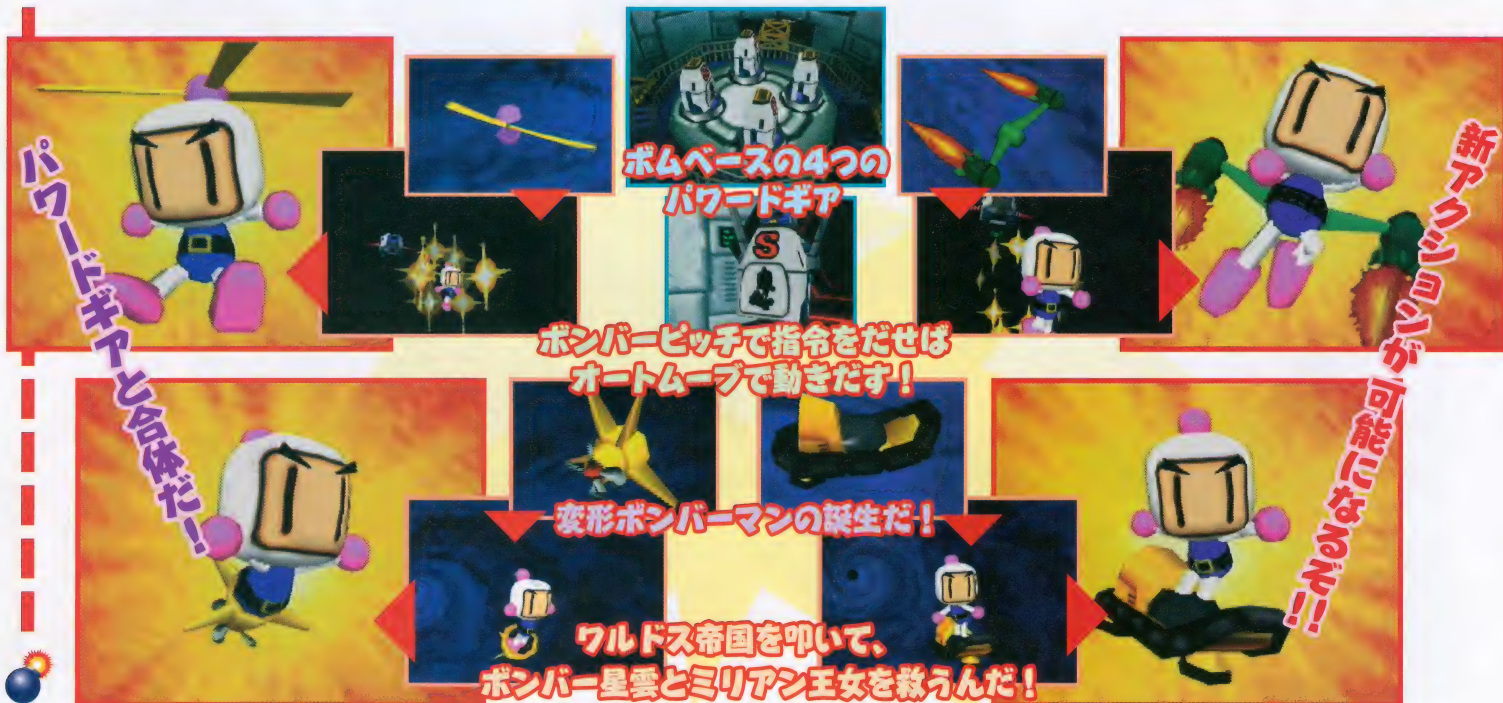 ボムベースの4つの
パワードギア
S
ボンバーピッチで指令をだせば
オートムーブで動きだす！
変形ボンバーマンの誕生だ！
ワルドス帝国を叩いて、
ボンバー星雲とミリアン王女を救うんだ！
パワードギアと合体だ！
新アクションが可能になるぞ!!